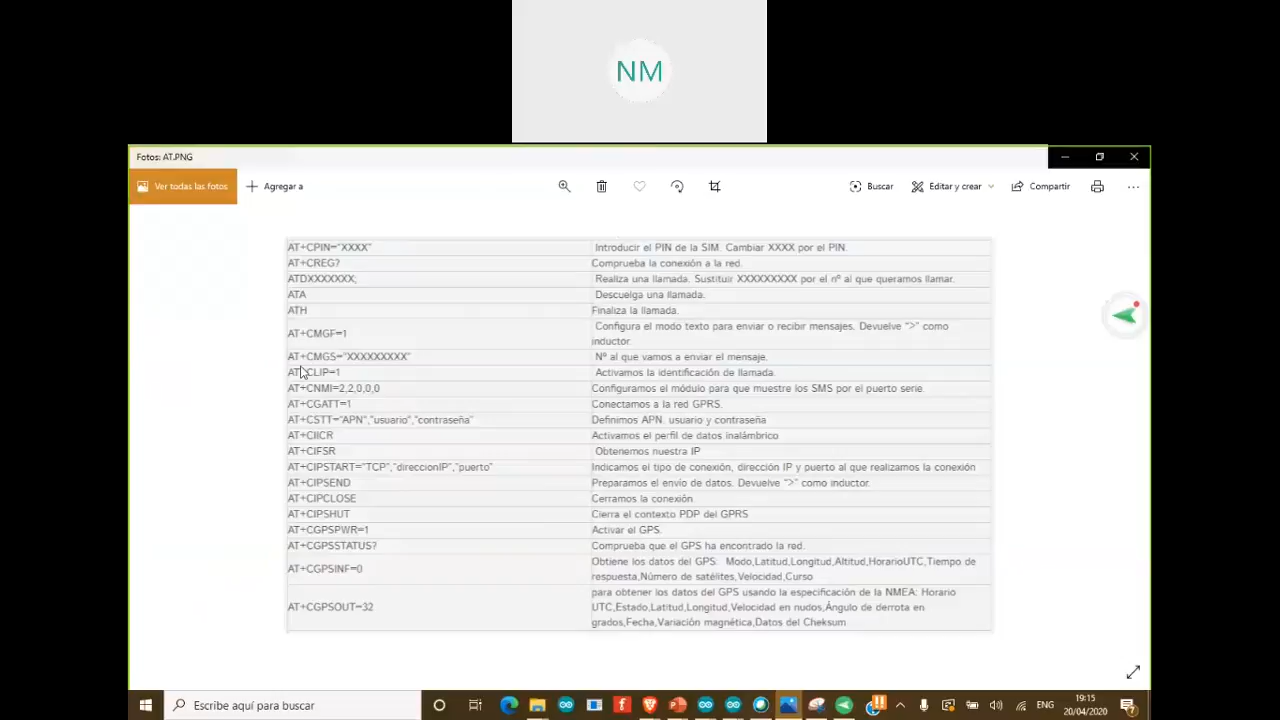 NM
Fotos: AT.PNG
Ver todas las fotos
Agregar a
Buscar
Editar y crear
Compartir
AT+CPIN="XXXX" Introducir el PIN de la SIM. Cambiar XXXX por el PIN.
AT+CREG? Comprueba la conexión a la red.
ATDXXXXXXX; Realiza una llamada. Sustituir XXXXXXXXX por el nº al que queramos llamar.
ATA Descuelga una llamada.
ATH Finaliza la llamada.
AT+CMGF=1 Configura el modo texto para enviar o recibir mensajes. Devuelve ">" como
inductor.
AT+CMGS="XXXXXXXXX" Nº al que vamos a enviar el mensaje.
AT+CLIP=1 Activamos la identificación de llamada.
AT+CNMI=2,2,0,0,0 Configuramos el módulo para que muestre los SMS por el puerto serie.
AT+CGATT=1 Conectamos a la red GPRS.
AT+CSTT="APN","usuario","contraseña" Definimos APN. usuario y contraseña
AT+CIICR Activamos el perfil de datos inalámbrico
AT+CIFSR Obtenemos nuestra IP
AT+CIPSTART="TCP","direccionIP","puerto" Indicamos el tipo de conexión, dirección IP y puerto al que realizamos la conexión
AT+CIPSEND Preparamos el envio de datos. Devuelve ">" como inductor.
AT+CIPCLOSE Cerramos la conexión.
AT+CIPSHUT Cierra el contexto PDP del GPRS
AT+CGPSPWR=1 Activar el GPS.
AT+CGPSSTATUS? Comprueba que el GPS ha encontrado la red.
AT+CGPSINF=0 Obtiene los datos del GPS: Modo,Latitud,Longitud,Altitud,HorarioUTC,Tiempo de
respuesta,Número de satélites,Velocidad,Curso
AT+CGPSOUT=32 para obtener los datos del GPS usando la especificación de la NMEA: Horario
UTC,Estado,Latitud,Longitud,Velocidad en nudos,Ángulo de derrota en
grados,Fecha,Variación magnética,Datos del Cheksum
Escribe aquí para buscar
ENG
19:15
20/04/2020